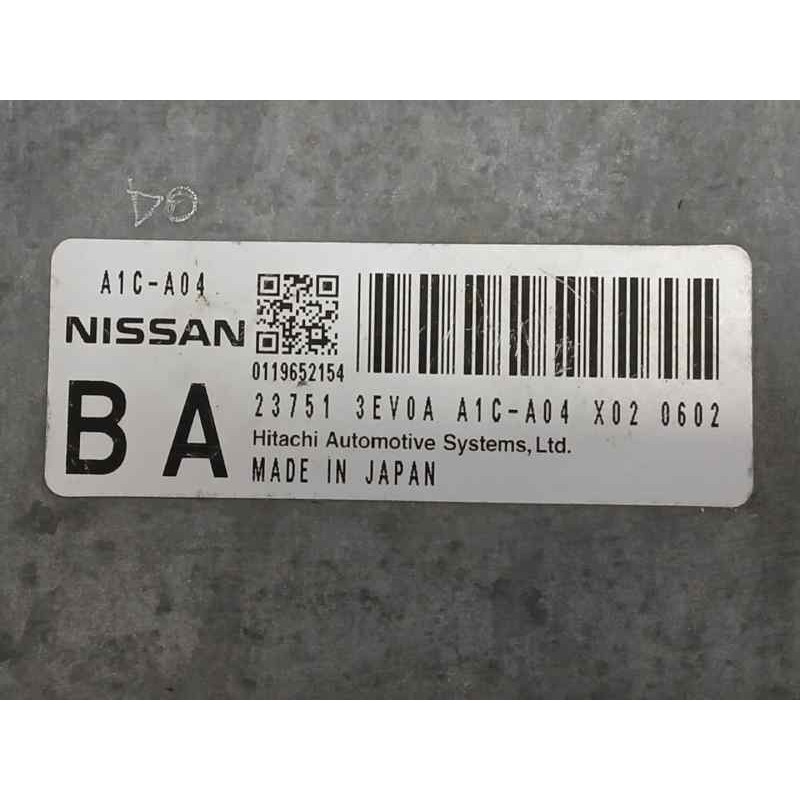 A1C-A04
NISSAN
BA
0119652154
23751 3EV0A A1C-A04 X02 0602
Hitachi Automotive Systems, Ltd.
MADE IN JAPAN